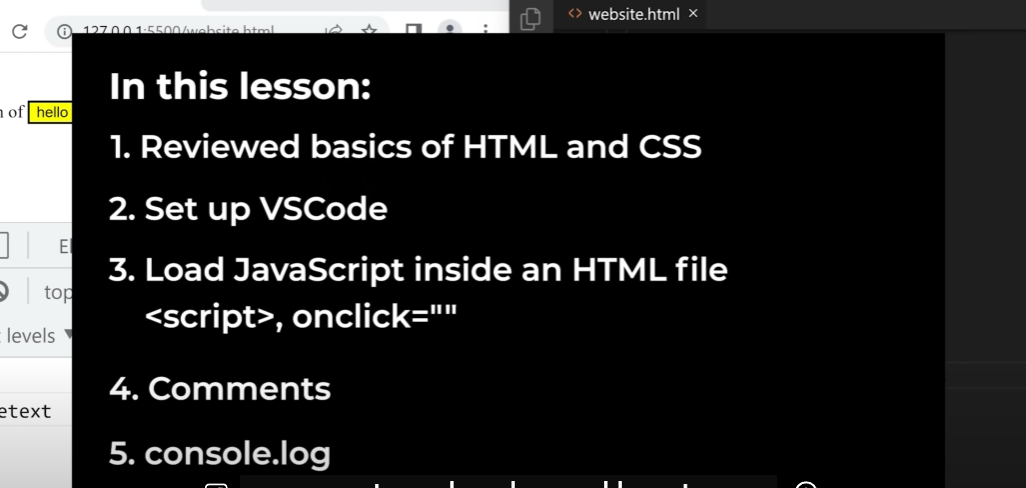 127.0.0.1:5500/website.html
website.html ×
of hello
In this lesson:
1. Reviewed basics of HTML and CSS
2. Set up VSCode
3. Load JavaScript inside an HTML file
<script>, onclick=""
4. Comments
5. console.log
El
top
levels
etext